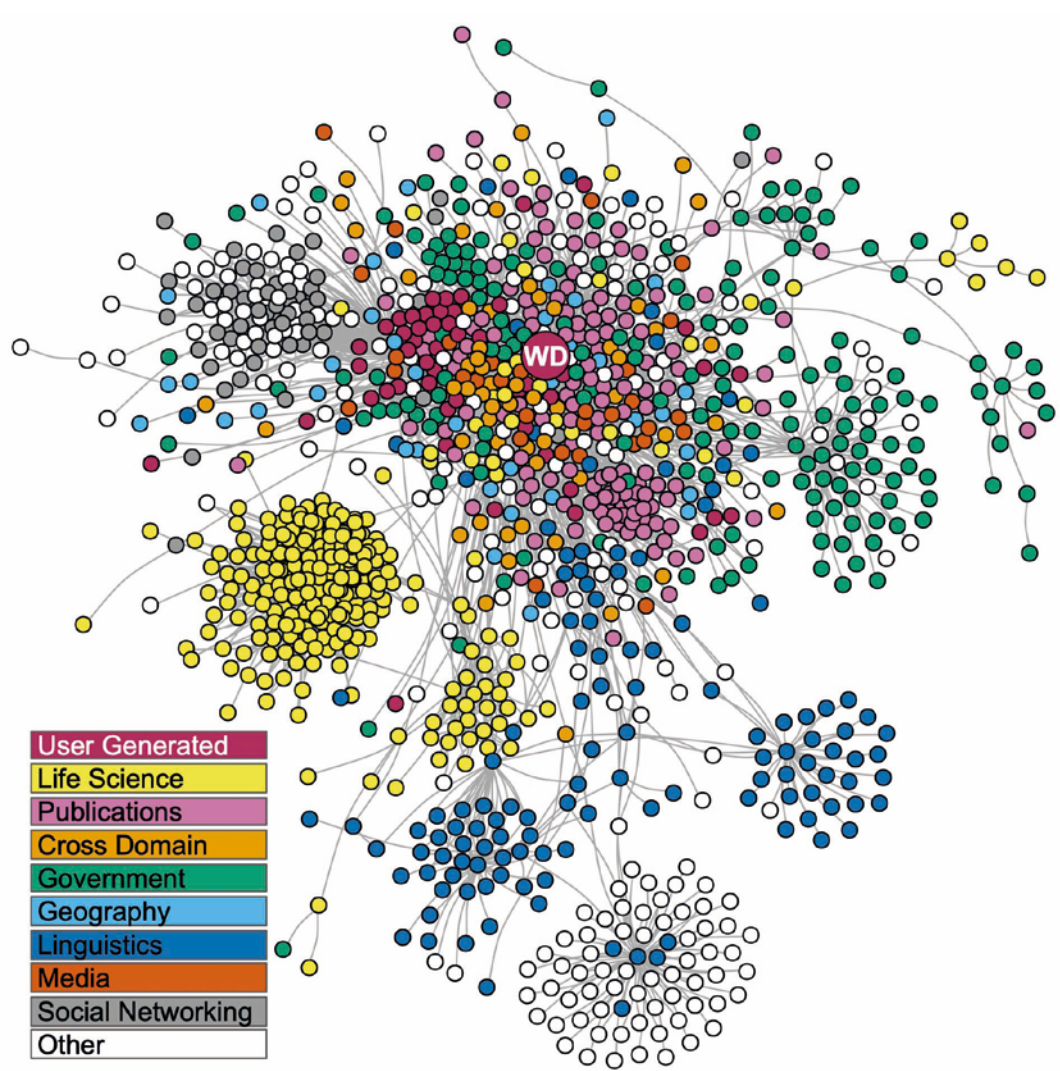 WD
User Generated
Life Science
Publications
Cross Domain
Government
Geography
Linguistics
Media
Social Networking
Other